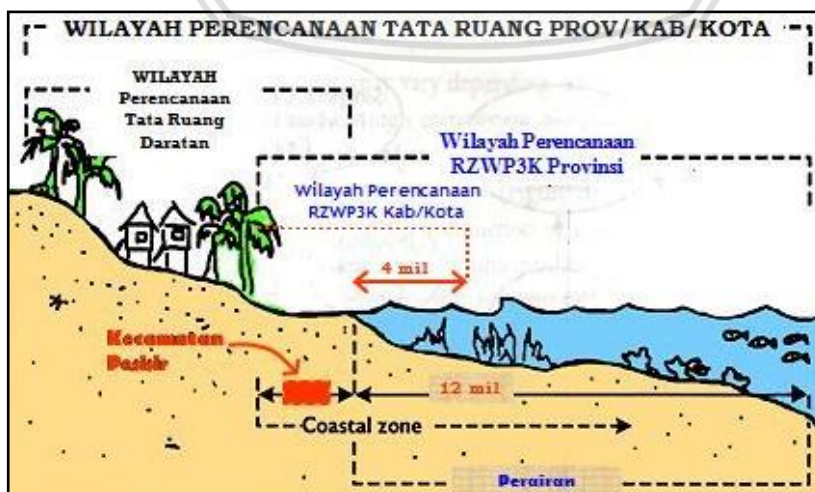 WILAYAH PERENCANAAN TATA RUANG PROV/KAB/KOTA
WILAYAH
Perencanaan
Tata Ruang
Daratan
Wilayah Perencanaan
RZWP3K Provinsi
Wilayah Perencanaan
RZWP3K Kab/Kota
4 mil
Kecamatan
Pesisir
12 mil
Coastal zone
Perairan